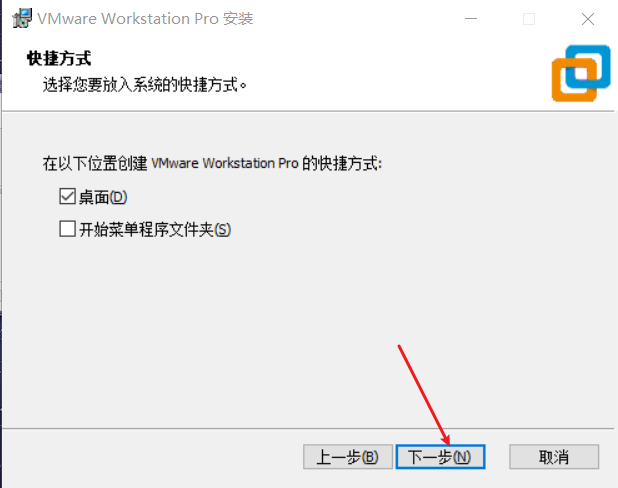 VMware Workstation Pro 安装
快捷方式
选择您要放入系统的快捷方式。
在以下位置创建 VMware Workstation Pro 的快捷方式:
桌面(D)
开始菜单程序文件夹(S)
上一步(B) 下一步(N) 取消